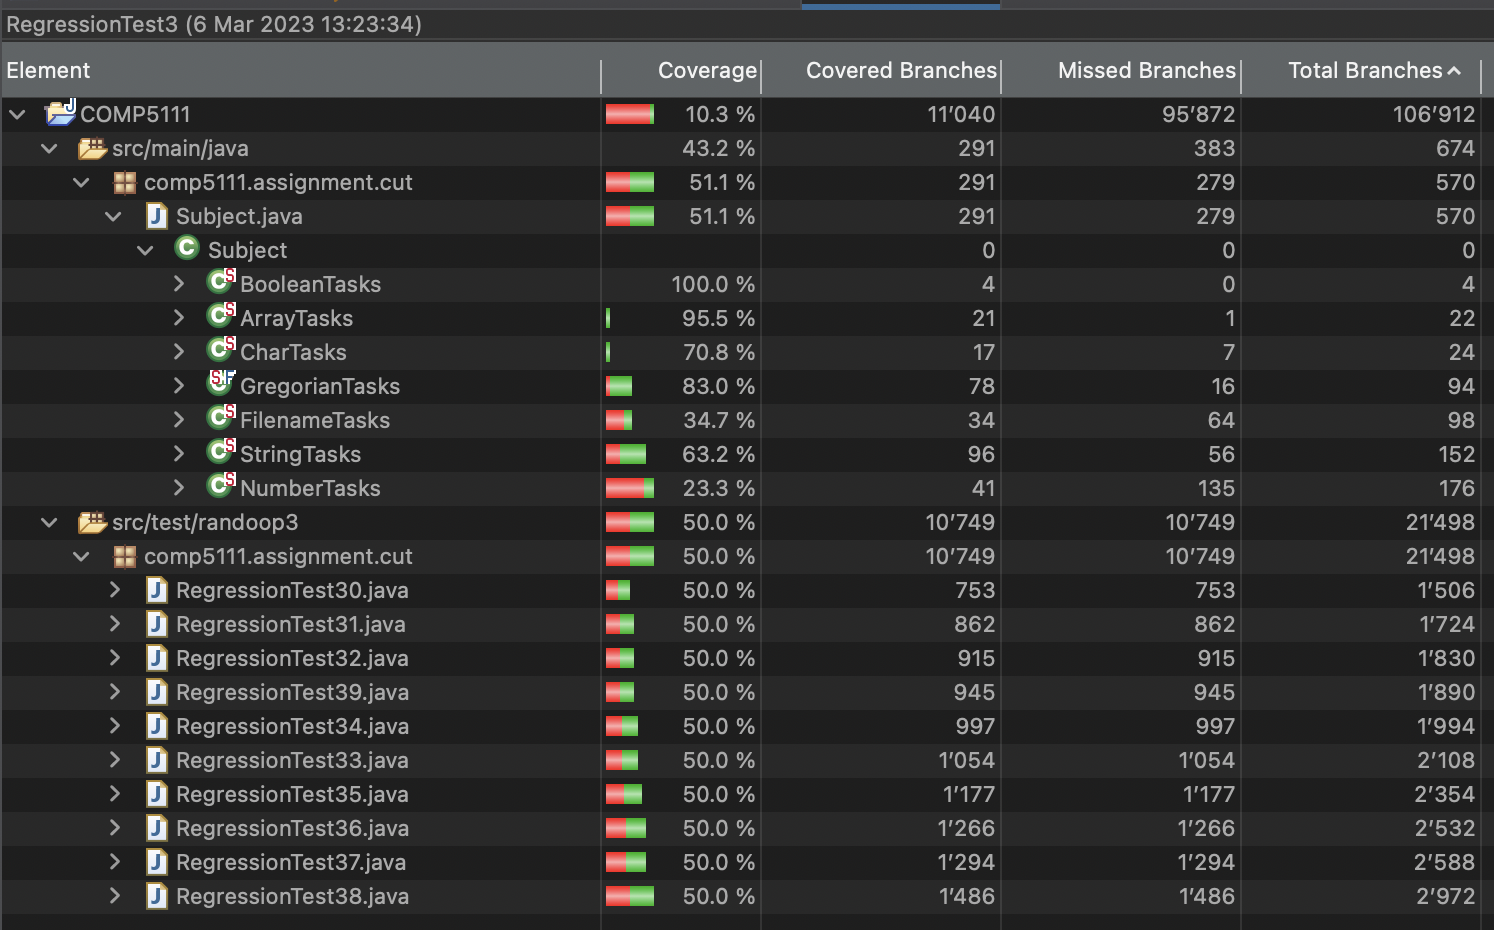 RegressionTest3 (6 Mar 2023 13:23:34)
Element Coverage Covered Branches Missed Branches Total Branches
COMP5111 10.3 % 11’040 95’872 106’912
src/main/java 43.2 % 291 383 674
comp5111.assignment.cut 51.1 % 291 279 570
Subject.java 51.1 % 291 279 570
Subject 0 0 0
BooleanTasks 100.0 % 4 0 4
ArrayTasks 95.5 % 21 1 22
CharTasks 70.8 % 17 7 24
GregorianTasks 83.0 % 78 16 94
FilenameTasks 34.7 % 34 64 98
StringTasks 63.2 % 96 56 152
NumberTasks 23.3 % 41 135 176
src/test/randoop3 50.0 % 10’749 10’749 21’498
comp5111.assignment.cut 50.0 % 10’749 10’749 21’498
RegressionTest30.java 50.0 % 753 753 1’506
RegressionTest31.java 50.0 % 862 862 1’724
RegressionTest32.java 50.0 % 915 915 1’830
RegressionTest39.java 50.0 % 945 945 1’890
RegressionTest34.java 50.0 % 997 997 1’994
RegressionTest33.java 50.0 % 1’054 1’054 2’108
RegressionTest35.java 50.0 % 1’177 1’177 2’354
RegressionTest36.java 50.0 % 1’266 1’266 2’532
RegressionTest37.java 50.0 % 1’294 1’294 2’588
RegressionTest38.java 50.0 % 1’486 1’486 2’972